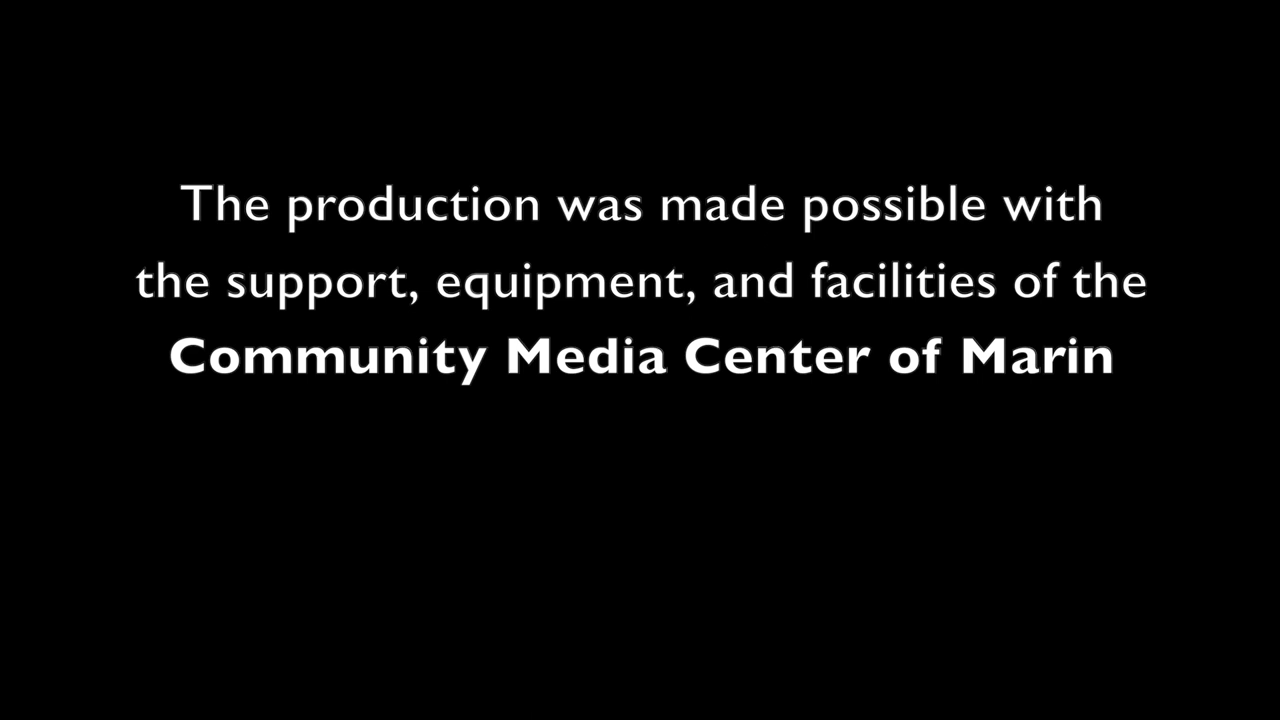 The production was made possible with
the support, equipment, and facilities of the
Community Media Center of Marin